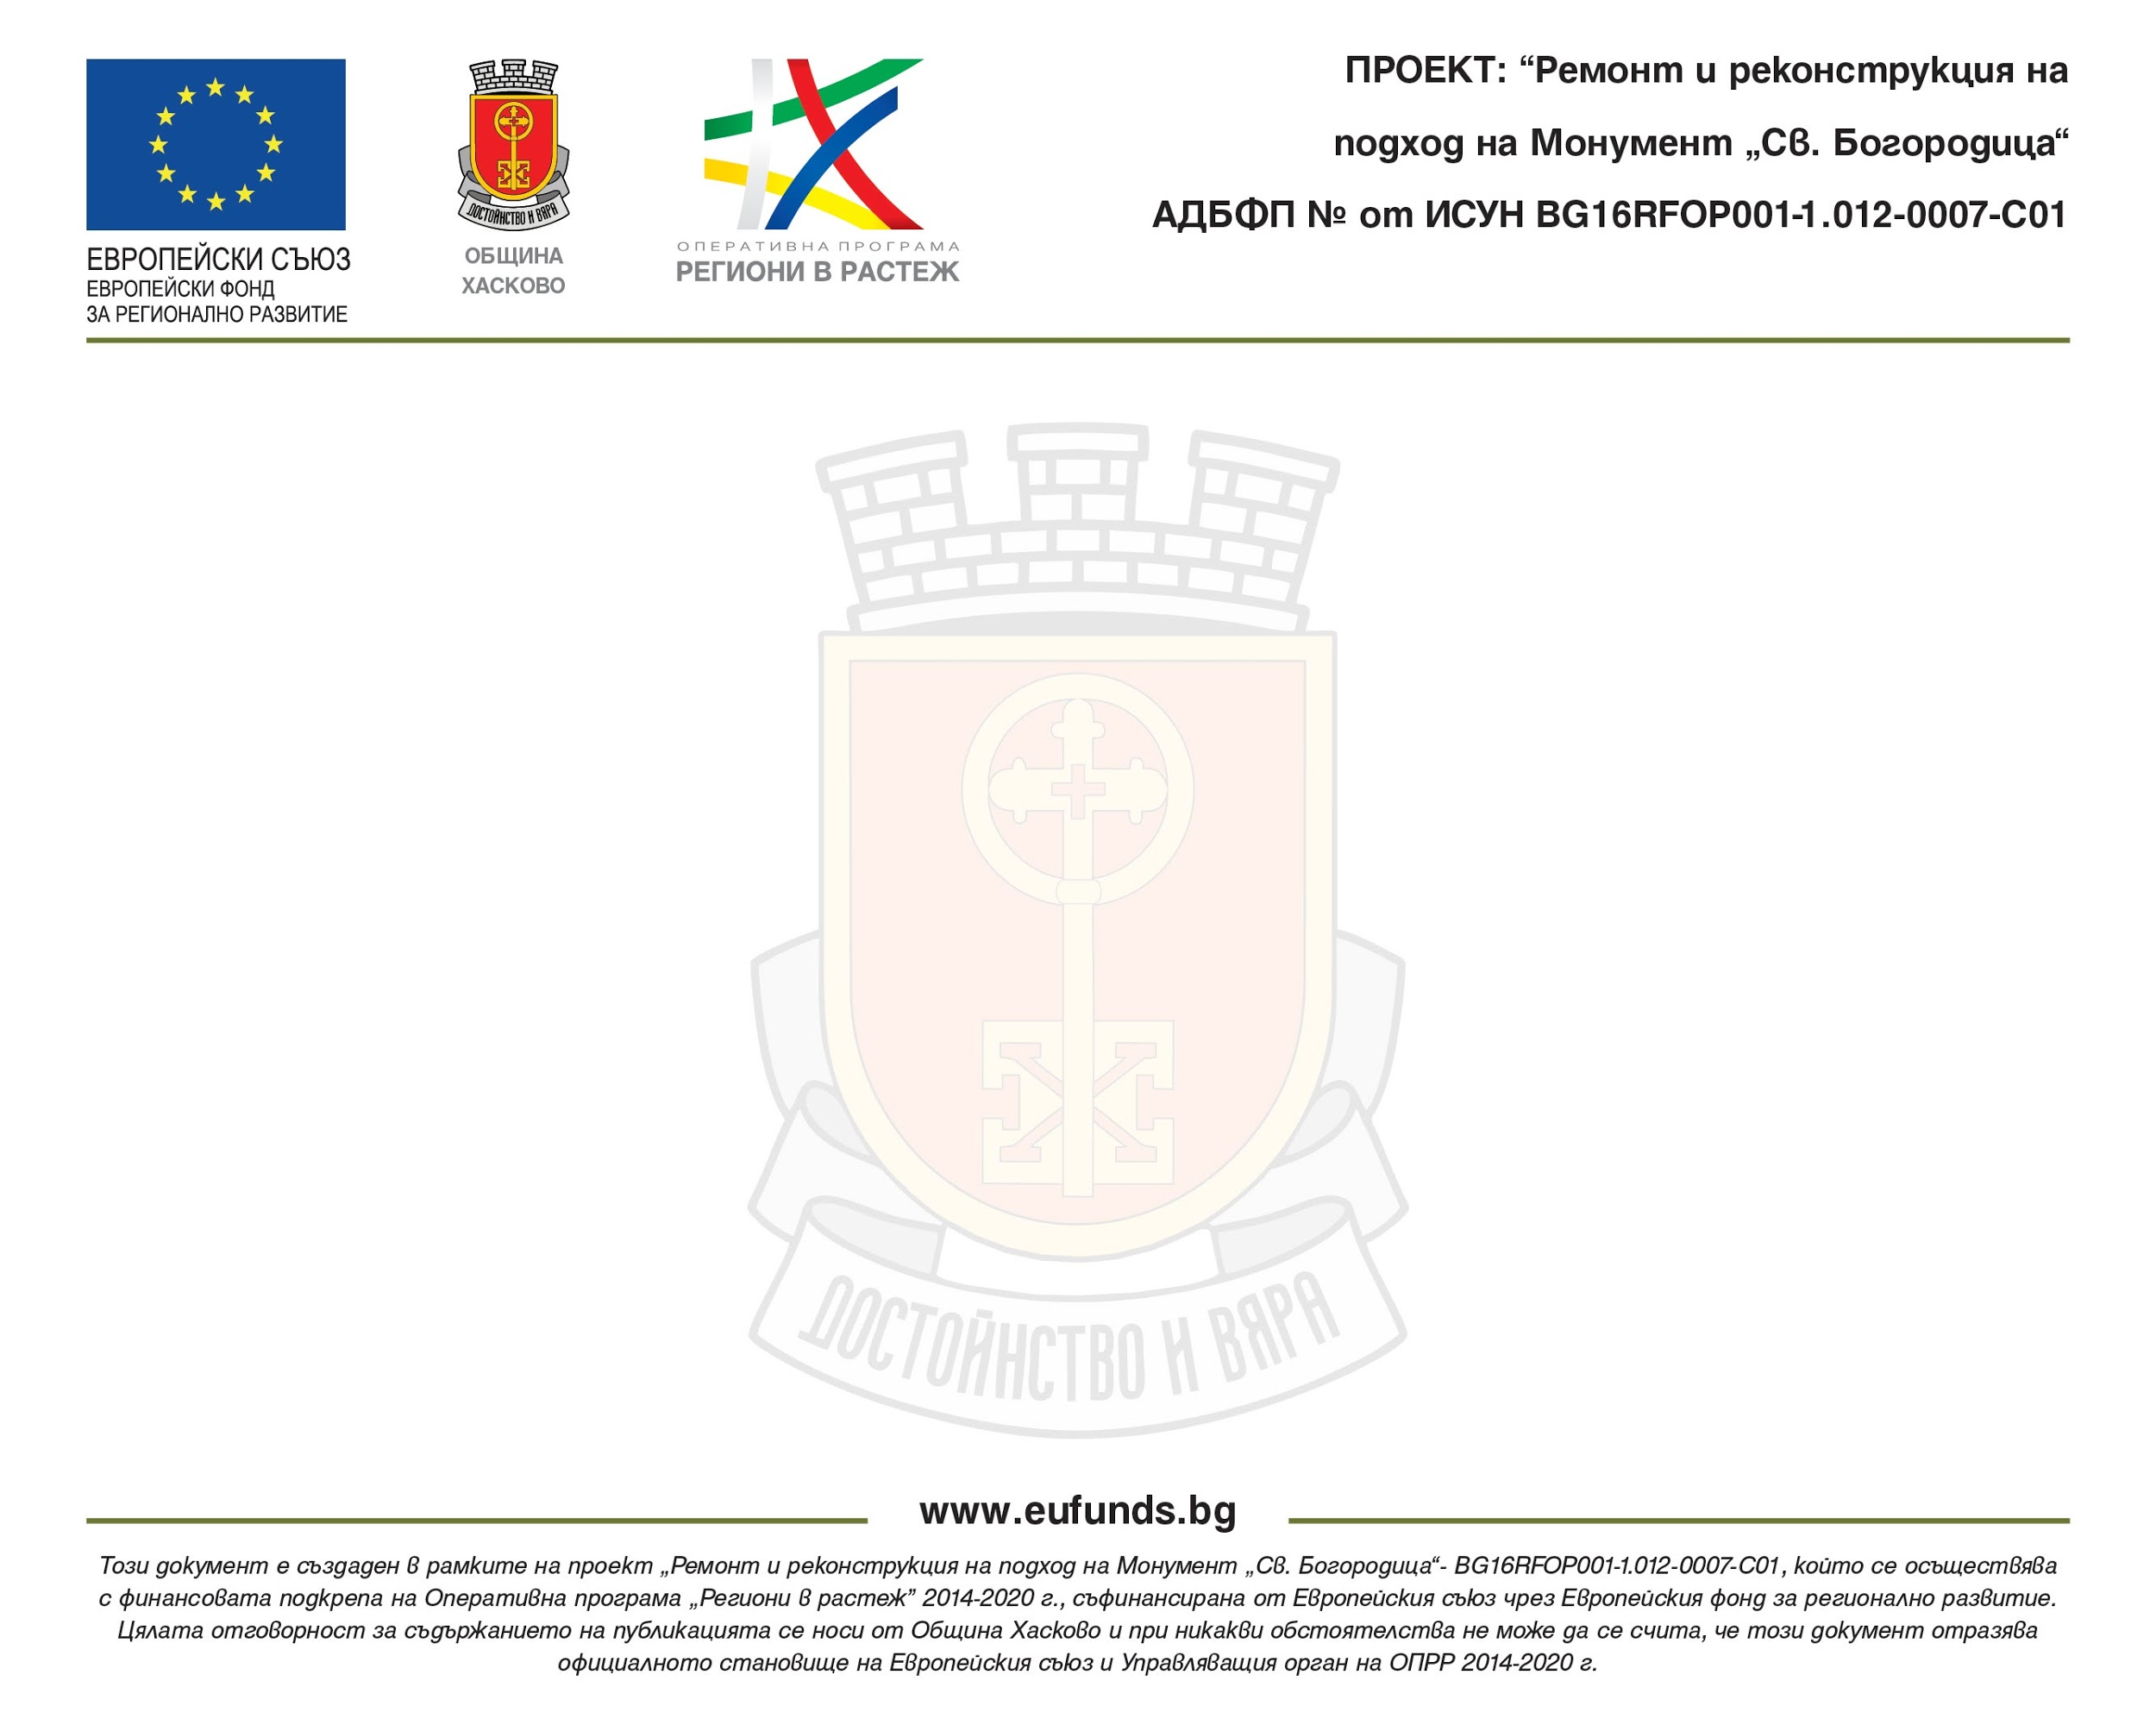 ПРОЕКТ: “Ремонт и реконструкция на
подход на Монумент „Св. Богородица“
АДБФП № от ИСУН BG16RFOP001-1.012-0007-C01
ЕВРОПЕЙСКИ СЪЮЗ
ЕВРОПЕЙСКИ ФОНД
ЗА РЕГИОНАЛНО РАЗВИТИЕ
ДОСТОЙНСТВО И ВЯРА
ОБЩИНА
ХАСКОВО
ОПЕРАТИВНА ПРОГРАМА
РЕГИОНИ В РАСТЕЖ
ДОСТОЙНСТВО И ВЯРА
www.eufunds.bg
Този документ е създаден в рамките на проект „Ремонт и реконструкция на подход на Монумент „Св. Богородица“- BG16RFOP001-1.012-0007-C01, който се осъществява
с финансовата подкрепа на Оперативна програма „Региони в растеж” 2014-2020 г., съфинансирана от Европейския съюз чрез Европейския фонд за регионално развитие.
Цялата отговорност за съдържанието на публикацията се носи от Община Хасково и при никакви обстоятелства не може да се счита, че този документ отразява
официалното становище на Европейския съюз и Управляващия орган на ОПРР 2014-2020 г.